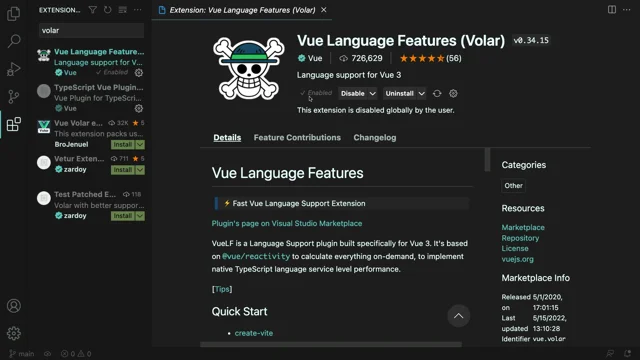 EXTENSION...
Extension: Vue Language Features (Volar)
volar
Vue Language Feature...
Language support for V...
Vue
Enabled
TypeScript Vue Plugin...
Vue Plugin for TypeScri...
Vue
Vue Volar e... 32K ★ 5
This extension packs us...
BroJenuel Install
Vetur Exten... 711 ★ 5
zardoy Install
Test Patched E... 118
Volar with better suppor...
zardoy Install
Vue Language Features (Volar) v0.34.15
Vue 726,629 (56)
Language support for Vue 3
Enabled Disable Uninstall
This extension is disabled globally by the user.
Details Feature Contributions Changelog
Vue Language Features
⚡ Fast Vue Language Support Extension
Plugin's page on Visual Studio Marketplace
VueLF is a Language Support plugin built specifically for Vue 3. It's based
on @vue/reactivity to calculate everything on-demand, to implement
native TypeScript language service level performance.
[Tips]
Quick Start
• create-vite
Categories
Other
Resources
Marketplace
Repository
License
vuejs.org
Marketplace Info
Released 5/1/2020,
on 17:01:15
Last 5/15/2022,
updated 13:10:28
Identifier vue.volar
main 0 0